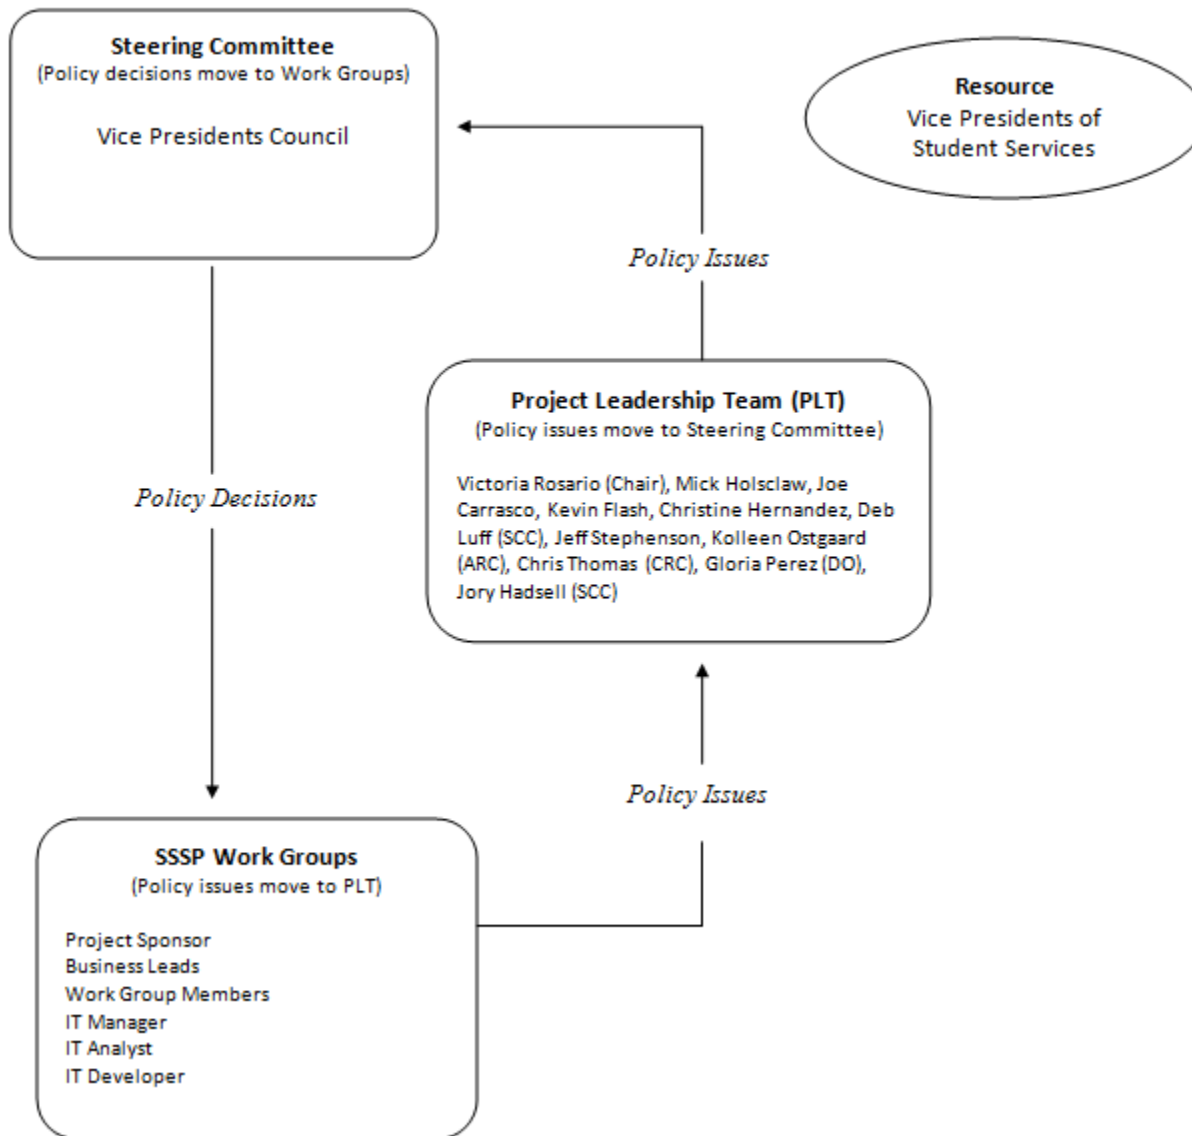 Steering Committee
(Policy decisions move to Work Groups)
Vice Presidents Council
Resource
Vice Presidents of
Student Services
Policy Issues
Project Leadership Team (PLT)
(Policy issues move to Steering Committee)
Victoria Rosario (Chair), Mick Holsclaw, Joe
Carrasco, Kevin Flash, Christine Hernandez, Deb
Luff (SCC), Jeff Stephenson, Kolleen Ostgaard
(ARC), Chris Thomas (CRC), Gloria Perez (DO),
Jory Hadsell (SCC)
Policy Decisions
Policy Issues
SSSP Work Groups
(Policy issues move to PLT)
Project Sponsor
Business Leads
Work Group Members
IT Manager
IT Analyst
IT Developer